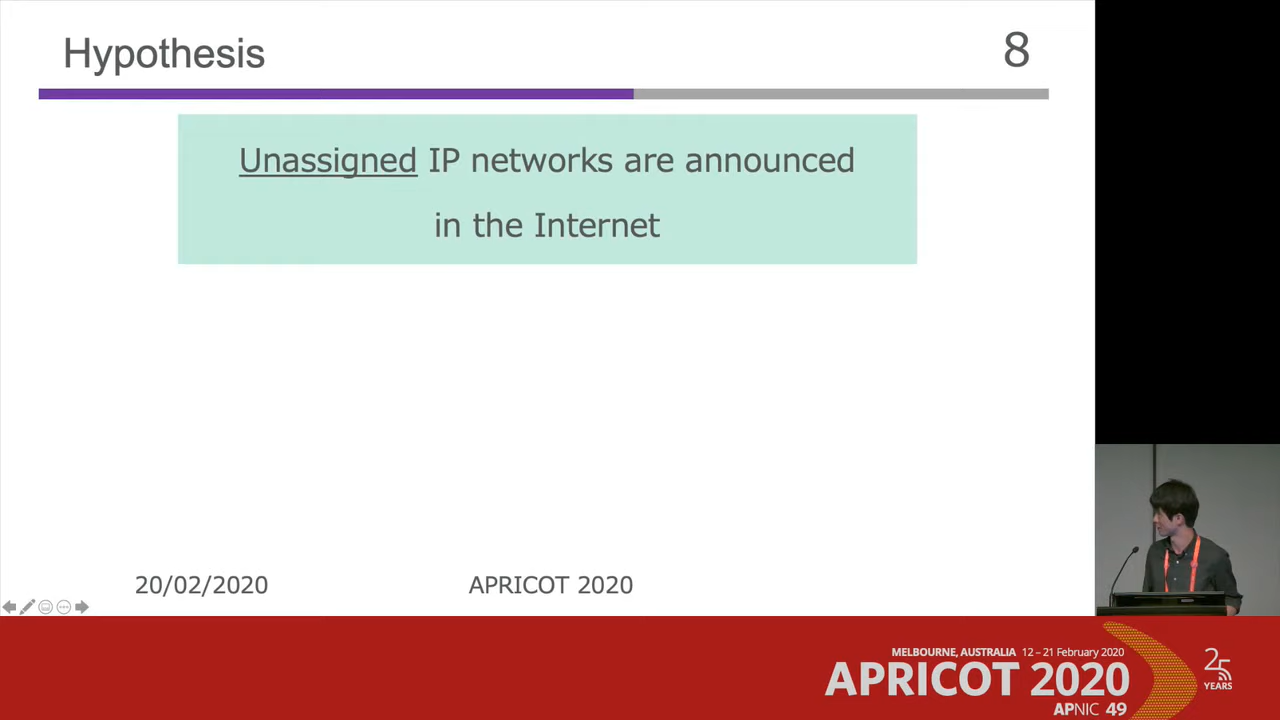 Hypothesis
8
Unassigned IP networks are announced
in the Internet
20/02/2020
APRICOT 2020
MELBOURNE, AUSTRALIA 12 – 21 February 2020
APRICOT 2020
APNIC 49
25
YEARS